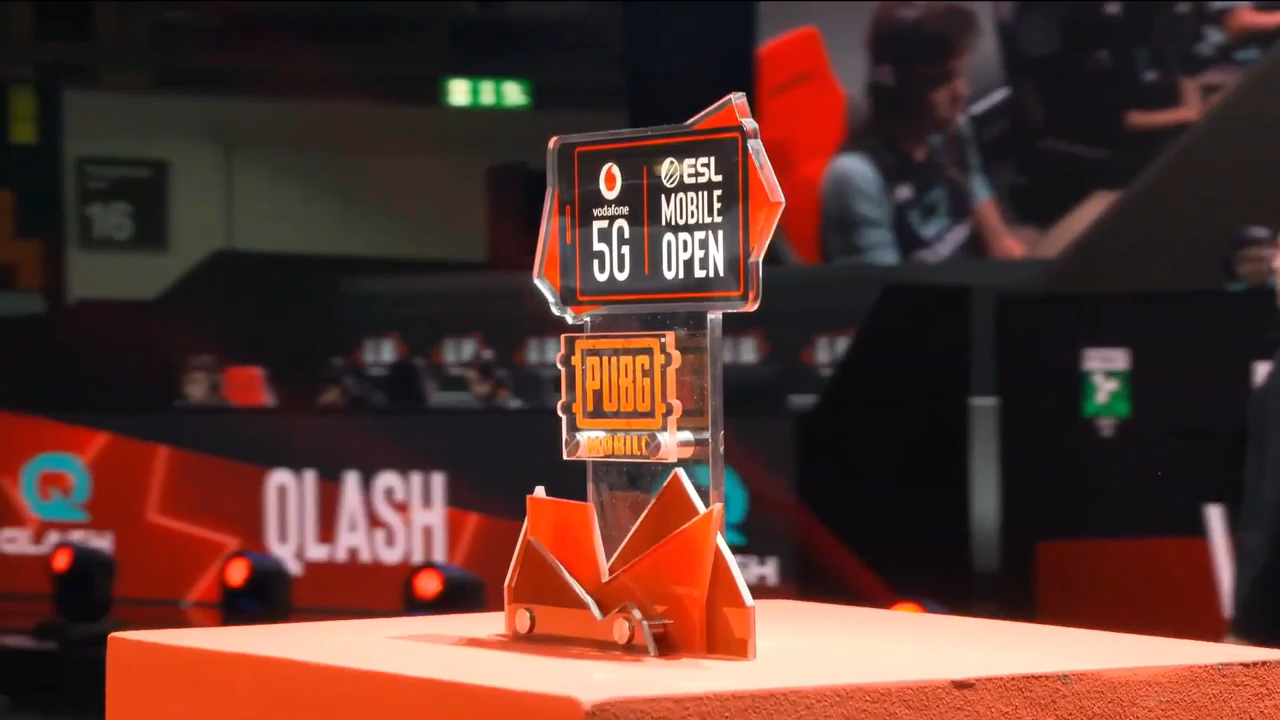 16
vodafone
5G
ESL
MOBILE
OPEN
PUBG
MOBILE
QLASH
QLASH